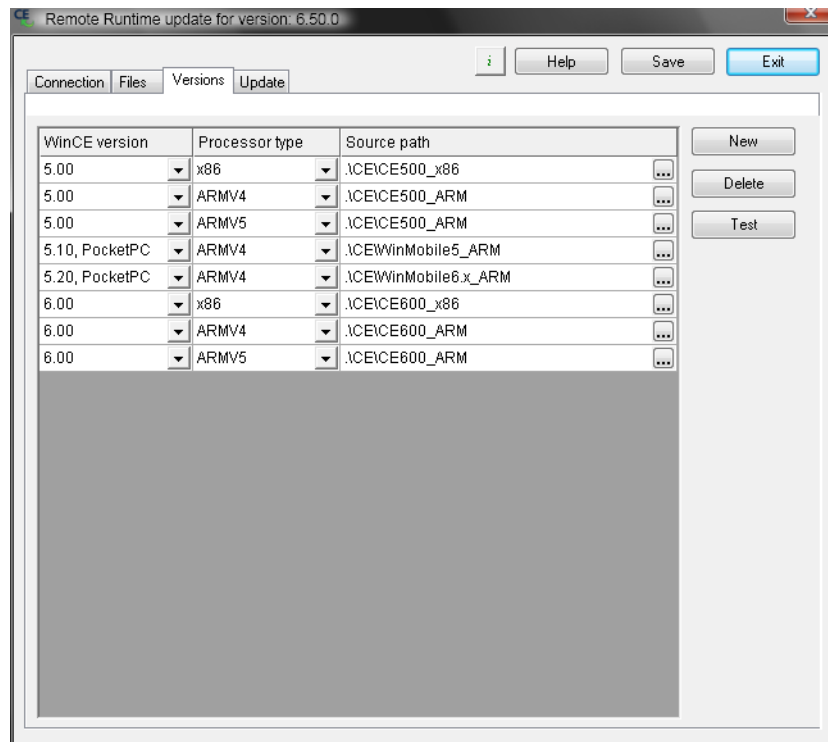 CE Remote Runtime update for version: 6.50.0
i Help Save Exit
Connection Files Versions Update
WinCE version Processor type Source path New
5.00 x86 .\CE\CE500_x86 ...
Delete
5.00 ARMV4 .\CE\CE500_ARM ...
5.00 ARMV5 .\CE\CE500_ARM ... Test
5.10, PocketPC ARMV4 .\CE\WinMobile5_ARM ...
5.20, PocketPC ARMV4 .\CE\WinMobile6.x_ARM ...
6.00 x86 .\CE\CE600_x86 ...
6.00 ARMV4 .\CE\CE600_ARM ...
6.00 ARMV5 .\CE\CE600_ARM ...